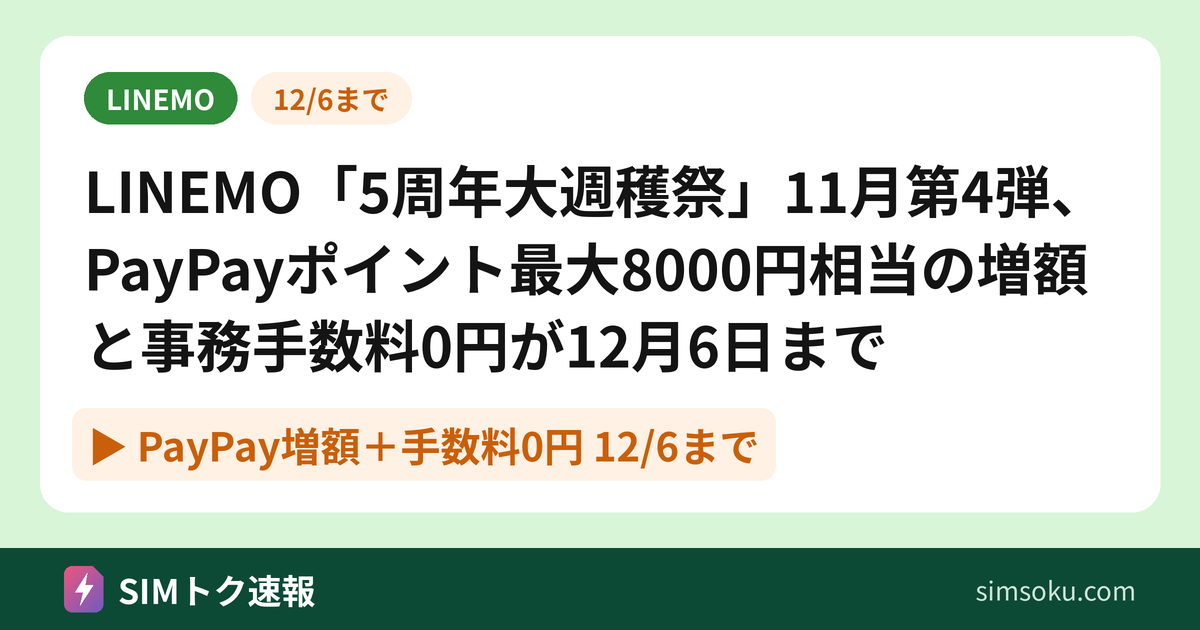 LINEMO 12/6まで
LINEMO「5周年大週穫祭」11月第4弾、
PayPayポイント最大8000円相当の増額
と事務手数料0円が12月6日まで
▶ PayPay増額＋手数料0円 12/6まで
SIMトク速報 simsoku.com